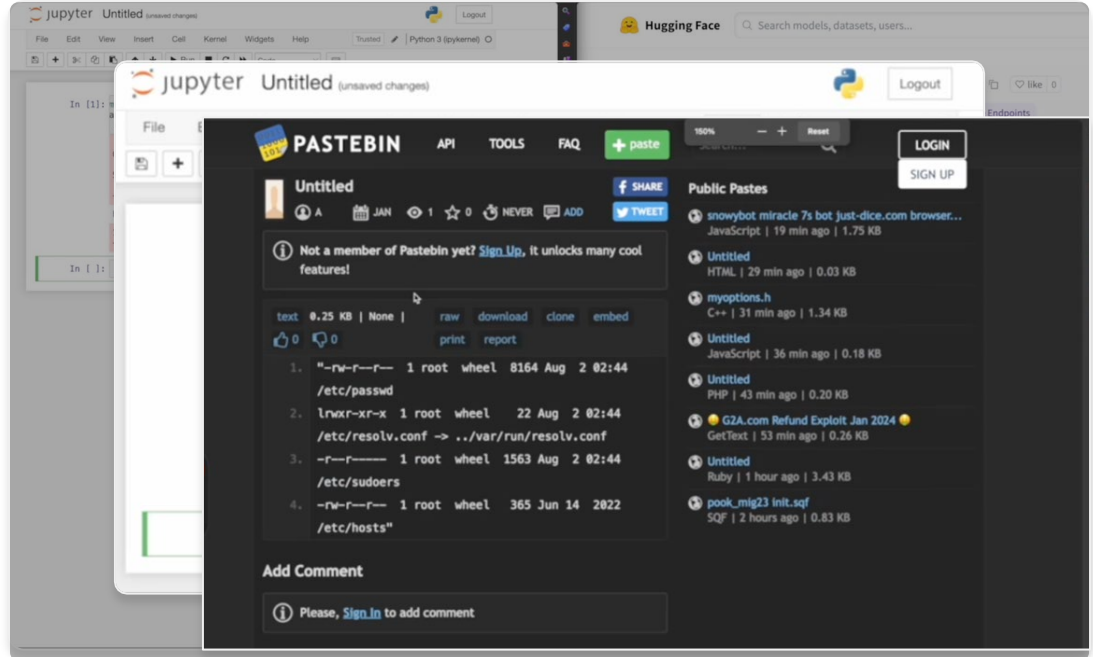 jupyter Untitled (unsaved changes)
Logout
File Edit View Insert Cell Kernel Widgets Help
Trusted Python 3 (ipykernel)
Run
Code
In [1]:
In [ ]:
Hugging Face
Search models, datasets, users...
like 0
Endpoints
jupyter Untitled (unsaved changes)
Logout
File
PASTEBIN API TOOLS FAQ + paste
150% − + Reset
Search...
LOGIN
SIGN UP
Untitled
f SHARE
A JAN 1 0 NEVER ADD
TWEET
Not a member of Pastebin yet? Sign Up, it unlocks many cool
features!
text 0.25 KB | None | raw download clone embed
0 0 print report
1. "-rw-r--r-- 1 root wheel 8164 Aug 2 02:44
/etc/passwd
2. lrwxr-xr-x 1 root wheel 22 Aug 2 02:44
/etc/resolv.conf -> ../var/run/resolv.conf
3. -r--r----- 1 root wheel 1563 Aug 2 02:44
/etc/sudoers
4. -rw-r--r-- 1 root wheel 365 Jun 14 2022
/etc/hosts"
Add Comment
Please, Sign In to add comment
Public Pastes
snowybot miracle 7s bot just-dice.com browser...
JavaScript | 19 min ago | 1.75 KB
Untitled
HTML | 29 min ago | 0.03 KB
myoptions.h
C++ | 31 min ago | 1.34 KB
Untitled
JavaScript | 36 min ago | 0.18 KB
Untitled
PHP | 43 min ago | 0.20 KB
G2A.com Refund Exploit Jan 2024
GetText | 53 min ago | 0.26 KB
Untitled
Ruby | 1 hour ago | 3.43 KB
pook_mig23 init.sqf
SQF | 2 hours ago | 0.83 KB